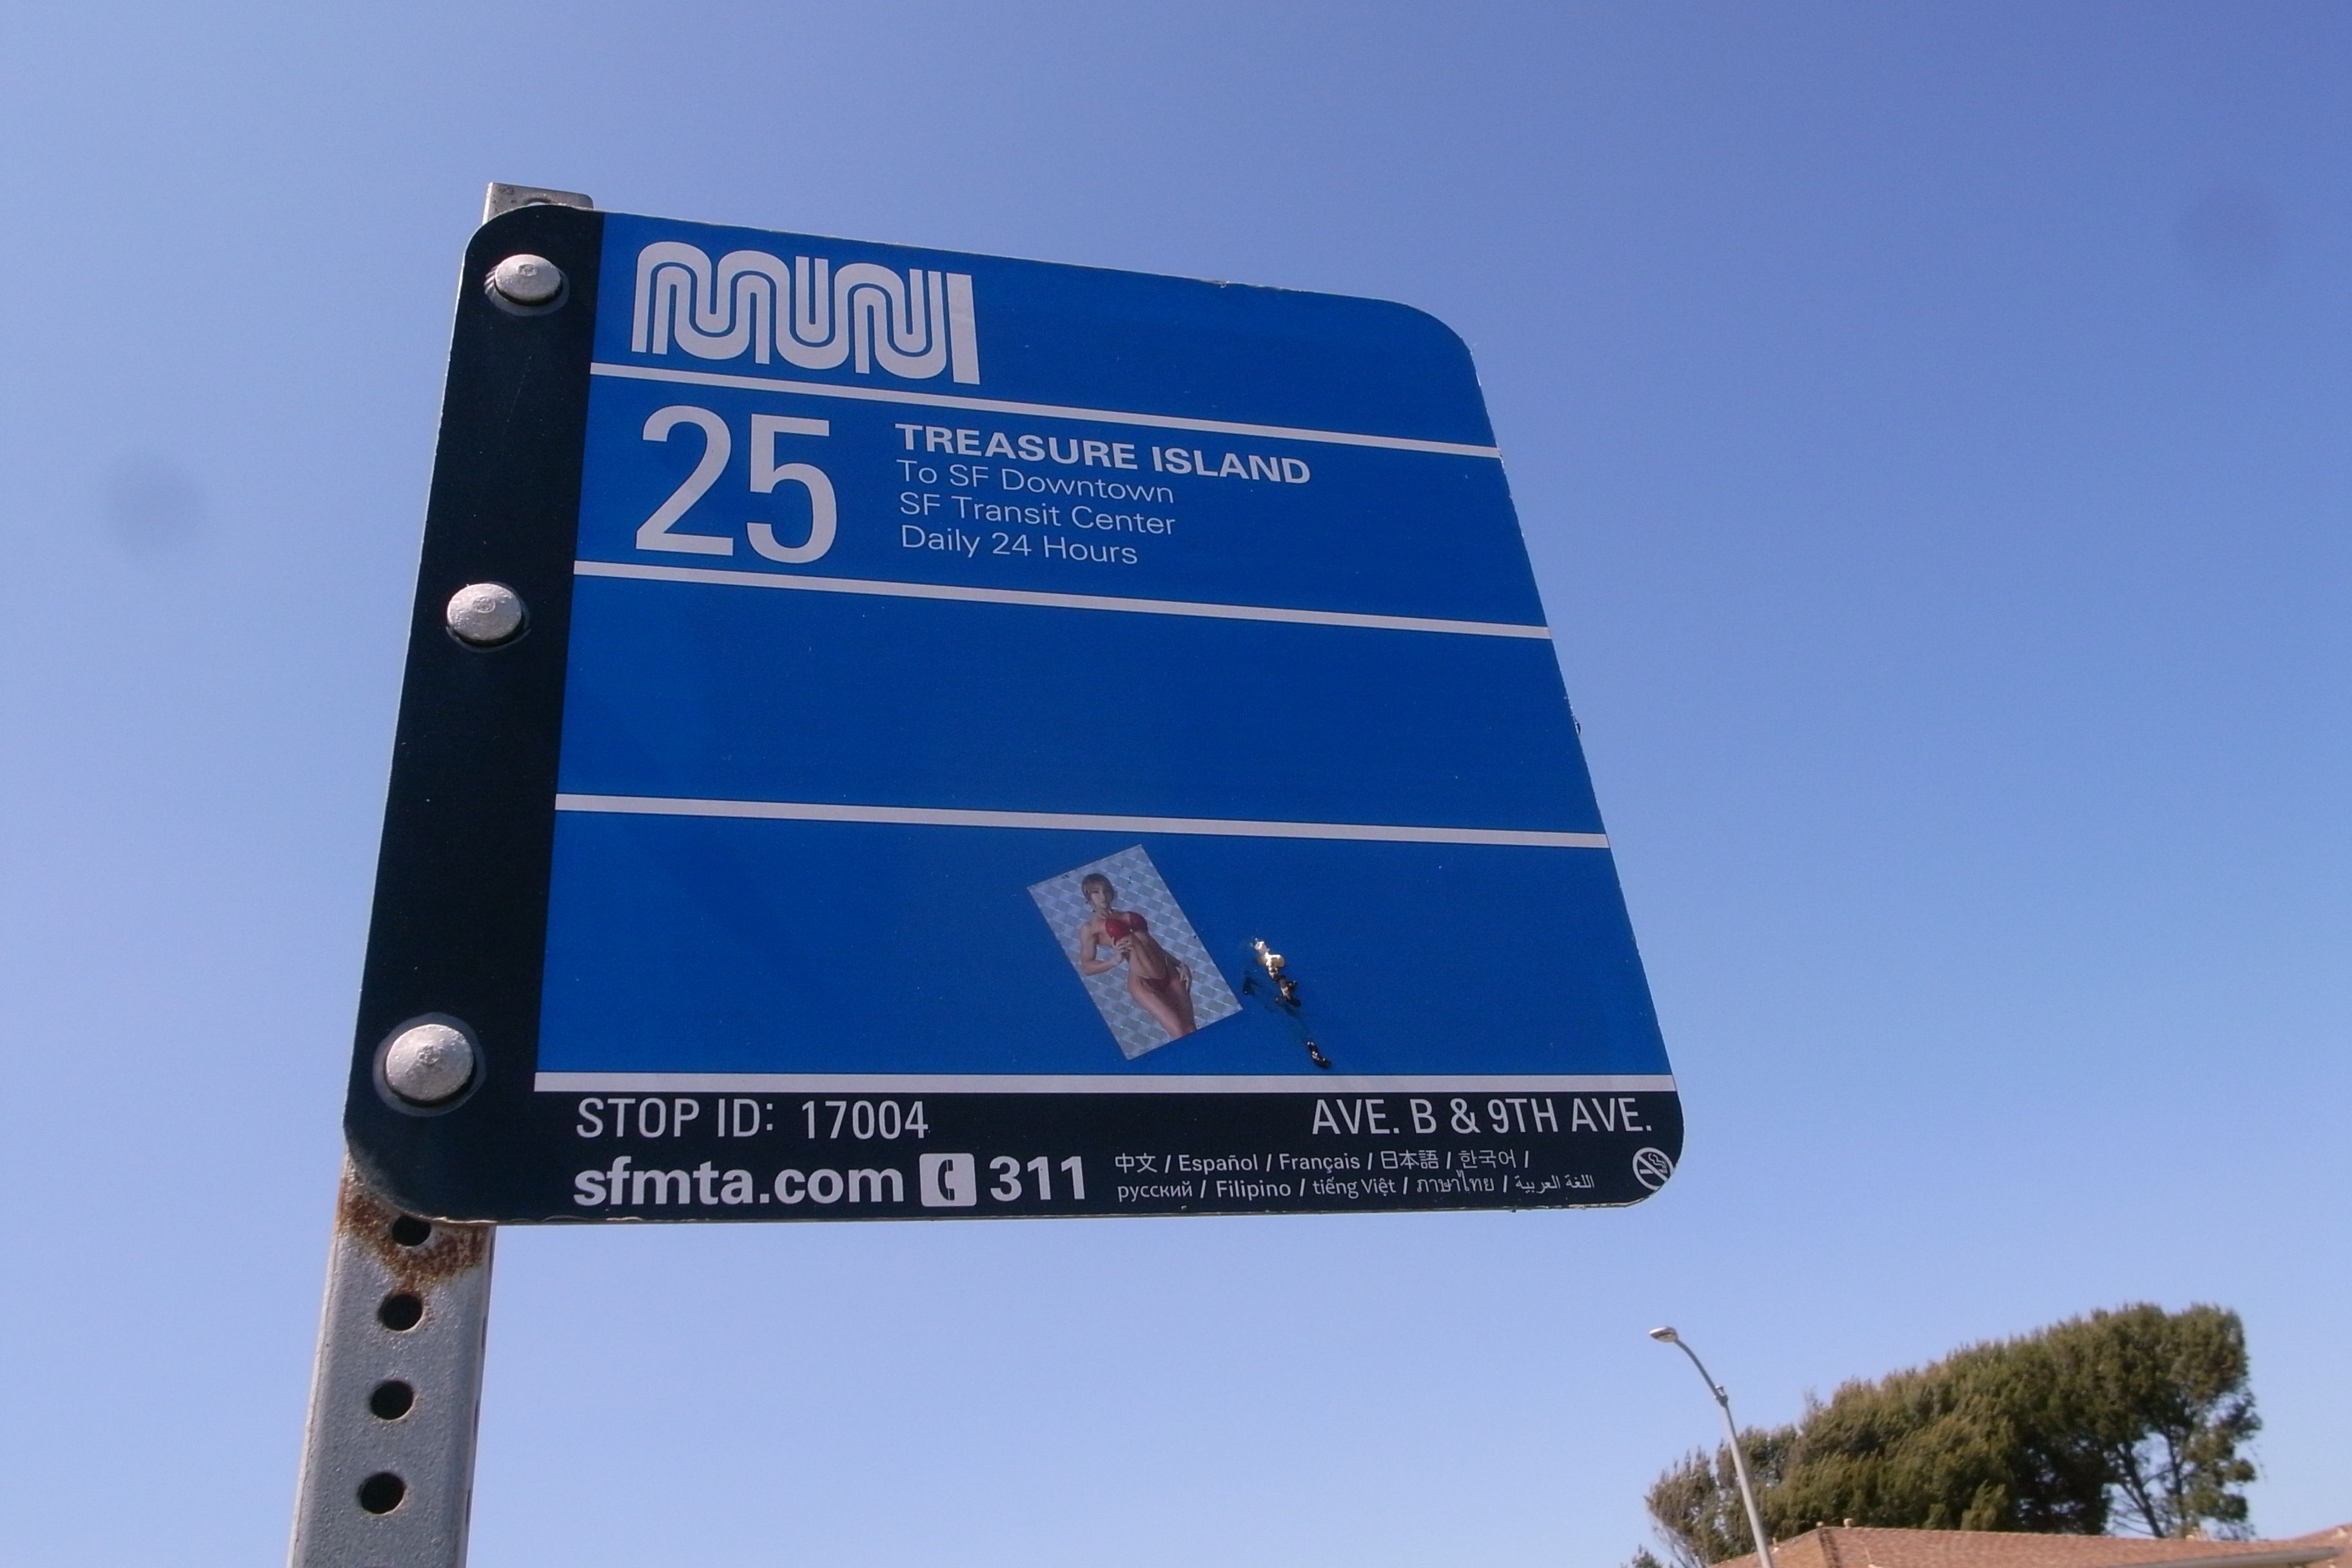 MUNI
25
TREASURE ISLAND
To SF Downtown
SF Transit Center
Daily 24 Hours
STOP ID: 17004
AVE. B & 9TH AVE.
sfmta.com 311
中文 / Español / Français / 日本語 / 한국어 /
русский / Filipino / tiếng Việt / ภาษาไทย / اللغة العربية